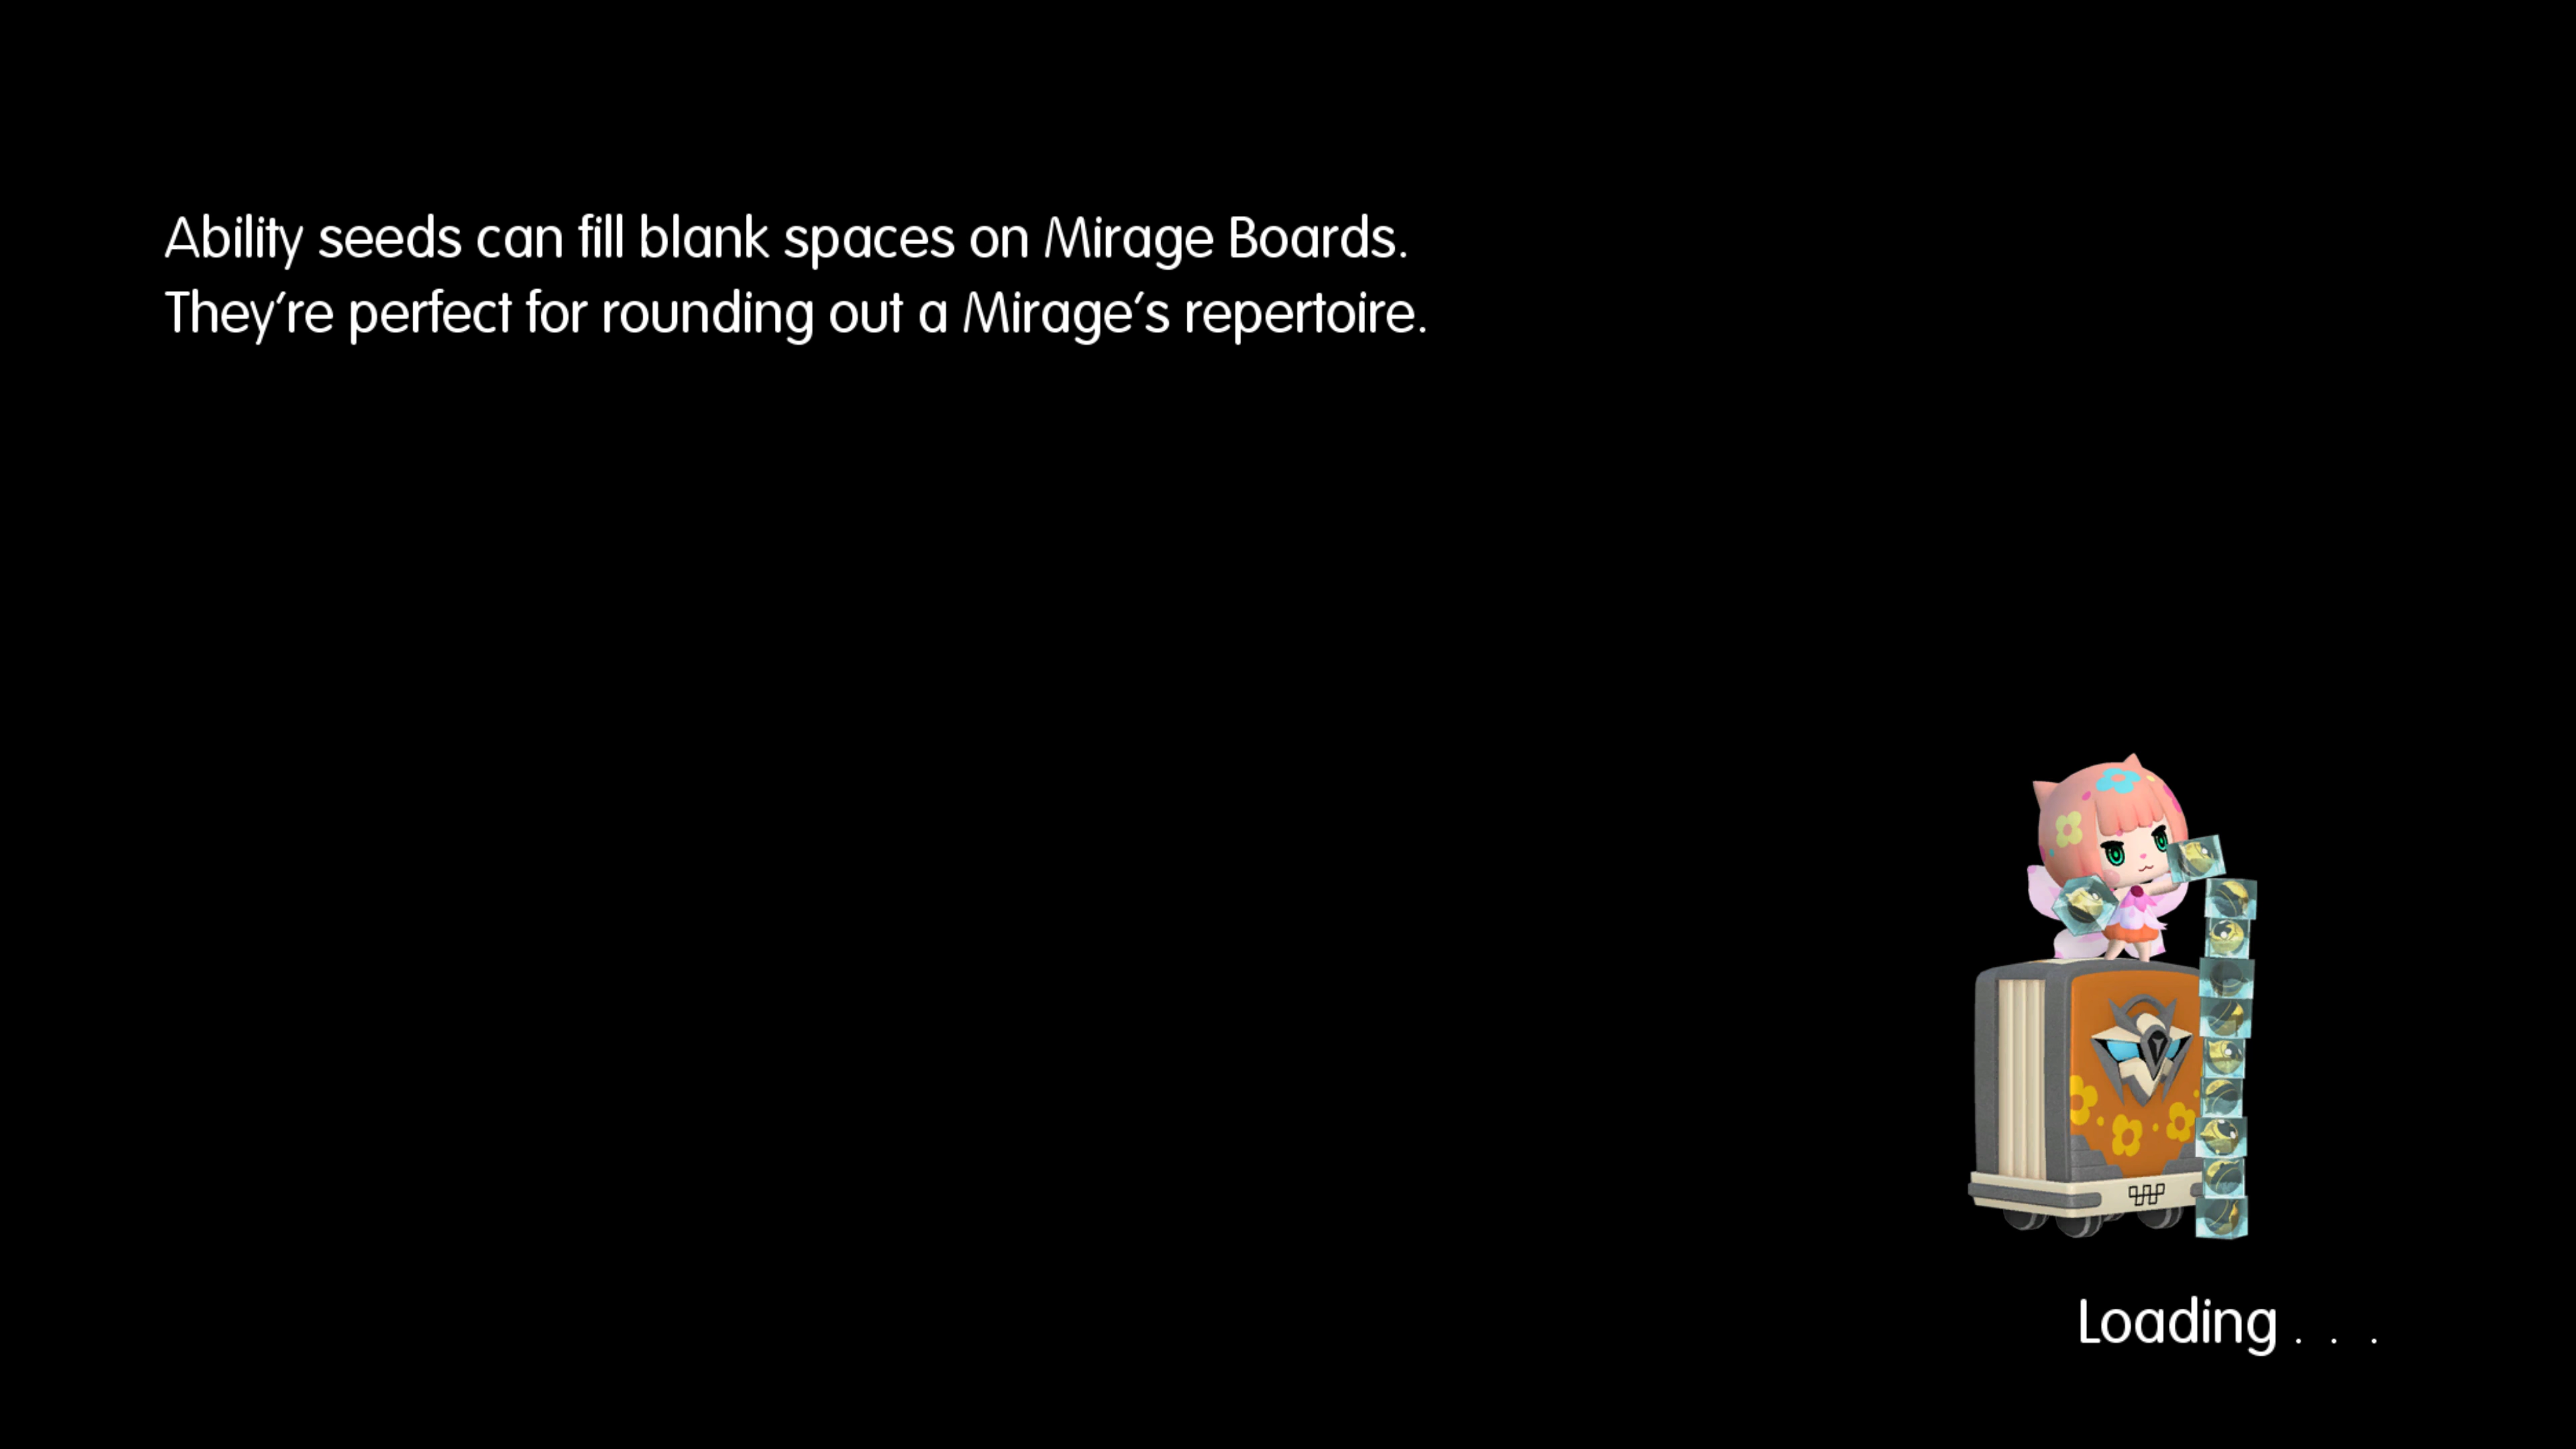 Ability seeds can fill blank spaces on Mirage Boards.
They're perfect for rounding out a Mirage's repertoire.
Loading . . .